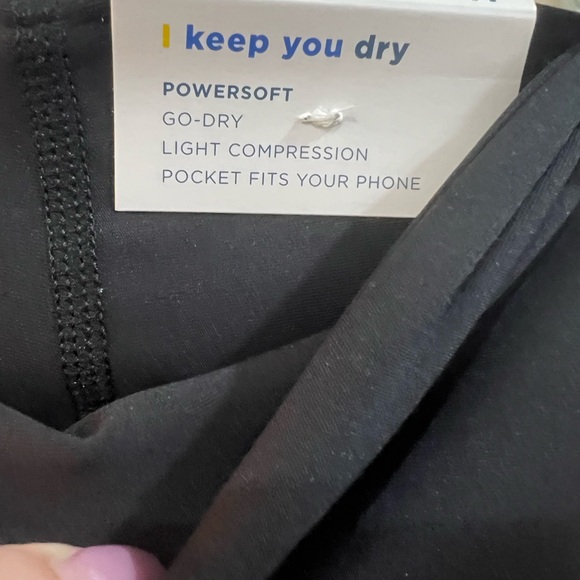 I keep you dry
POWERSOFT
GO-DRY
LIGHT COMPRESSION
POCKET FITS YOUR PHONE